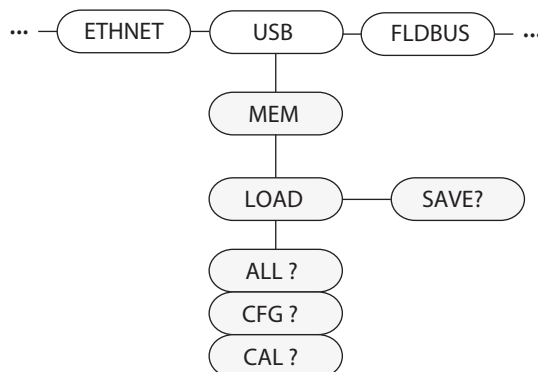 ... ETHNET USB FLDBUS ...
MEM
LOAD SAVE?
ALL ?
CFG ?
CAL ?